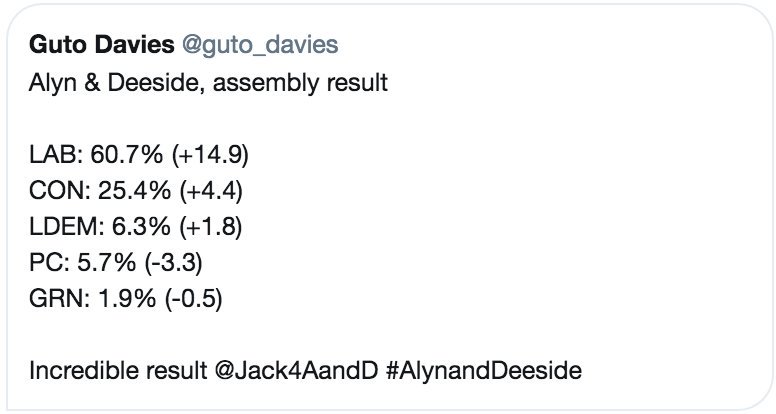 Guto Davies @guto_davies
Alyn & Deeside, assembly result
LAB: 60.7% (+14.9)
CON: 25.4% (+4.4)
LDEM: 6.3% (+1.8)
PC: 5.7% (-3.3)
GRN: 1.9% (-0.5)
Incredible result @Jack4AandD #AlynandDeeside